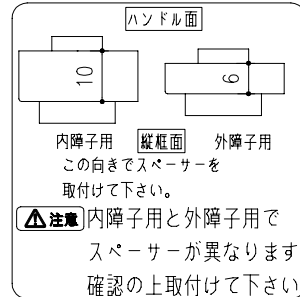 ハンドル面
10
6
内障子用 縦框面 外障子用
この向きでスペーサーを
取付けて下さい。
注意 内障子用と外障子用で
スペーサーが異なります
確認の上取付けて下さい